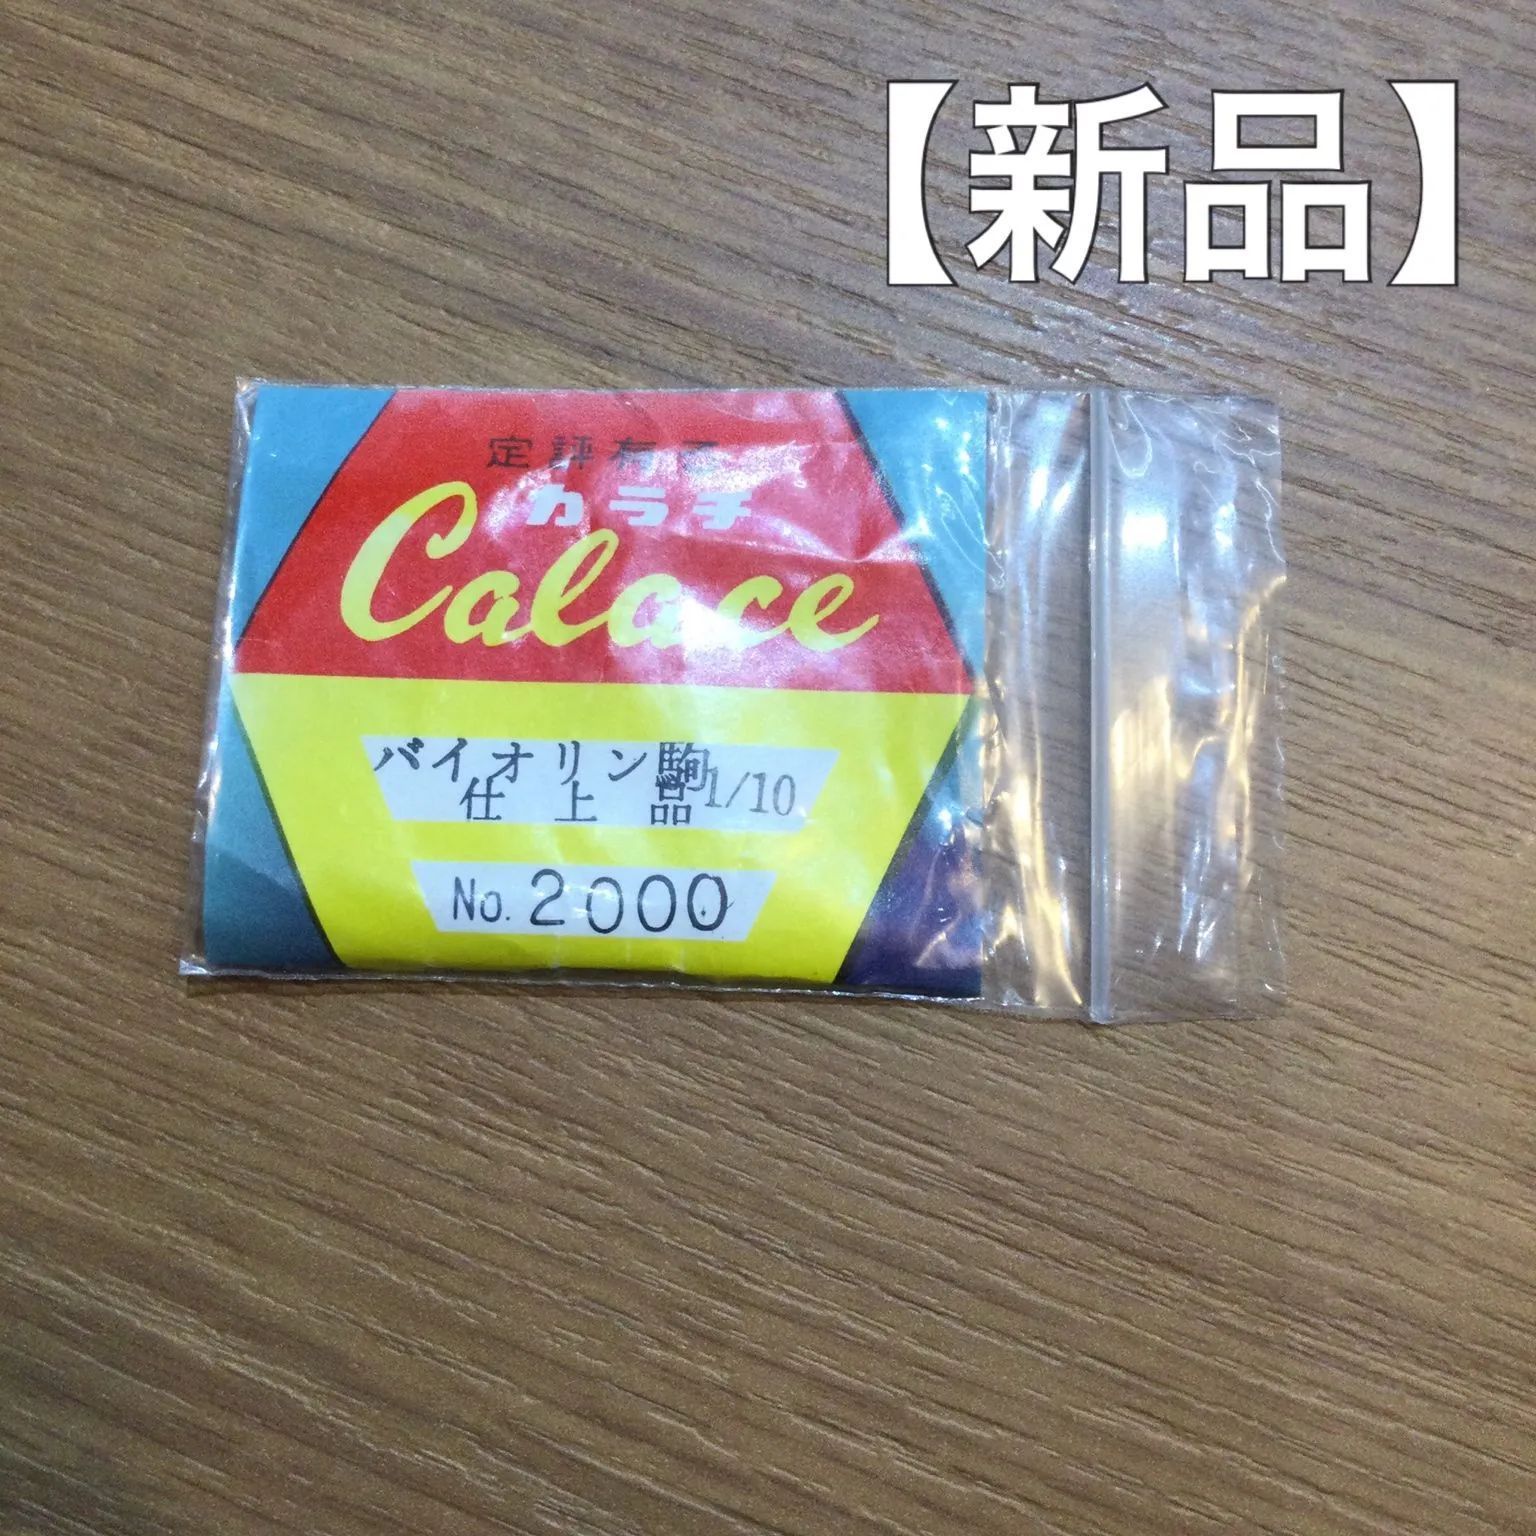 【新品】
定評有る
カラチ
Calace
バイオリン駒 1/10
仕上品
No. 2000